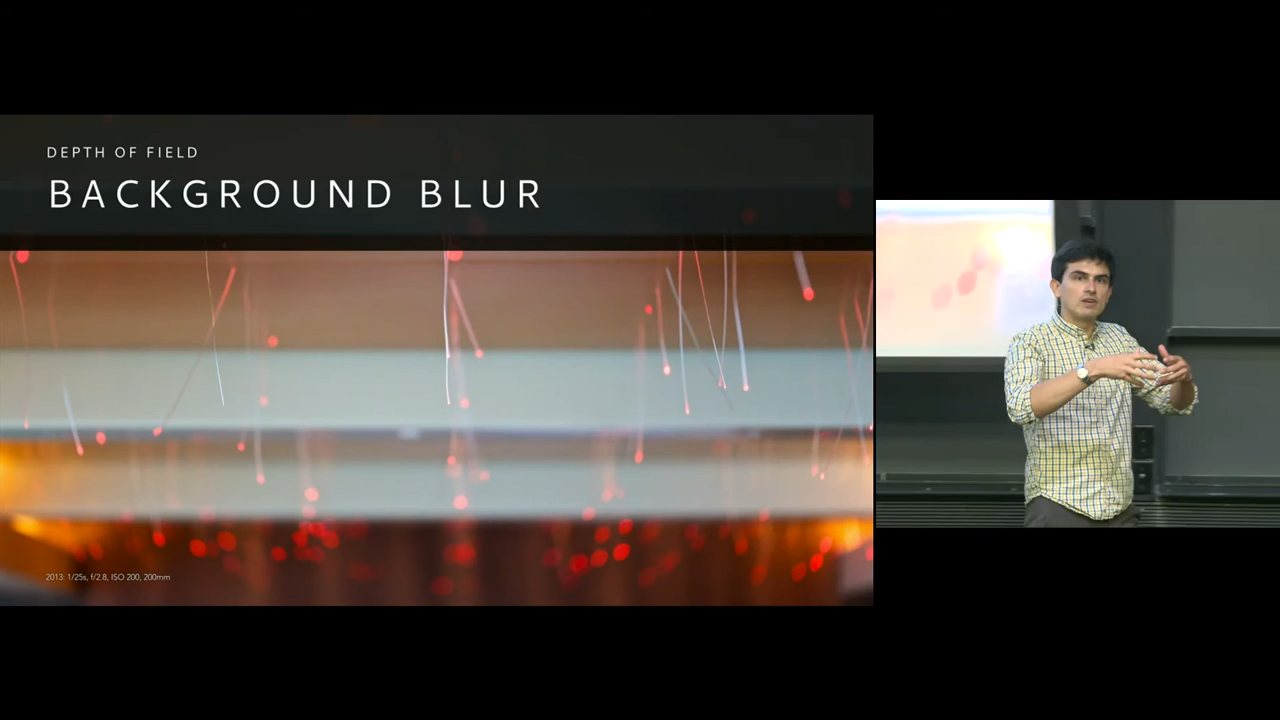 DEPTH OF FIELD
BACKGROUND BLUR
2013: 1/25s, f/2.8, ISO 200, 200mm